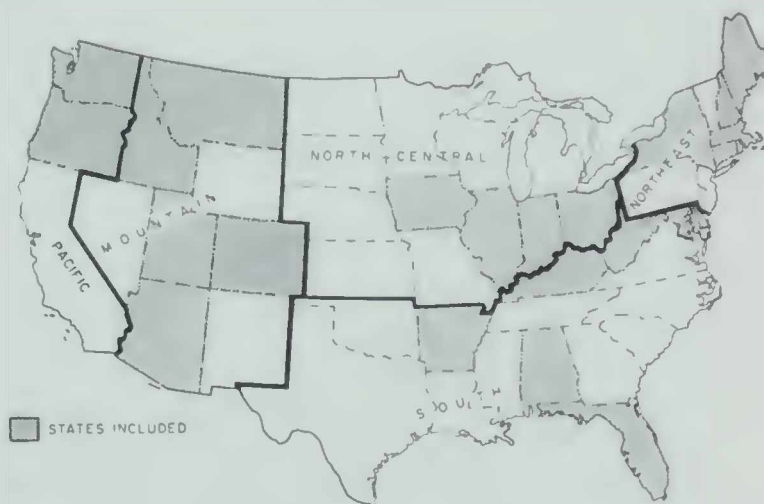 NORTH CENTRAL
NORTHEAST
MOUNTAIN
PACIFIC
SOUTH
STATES INCLUDED